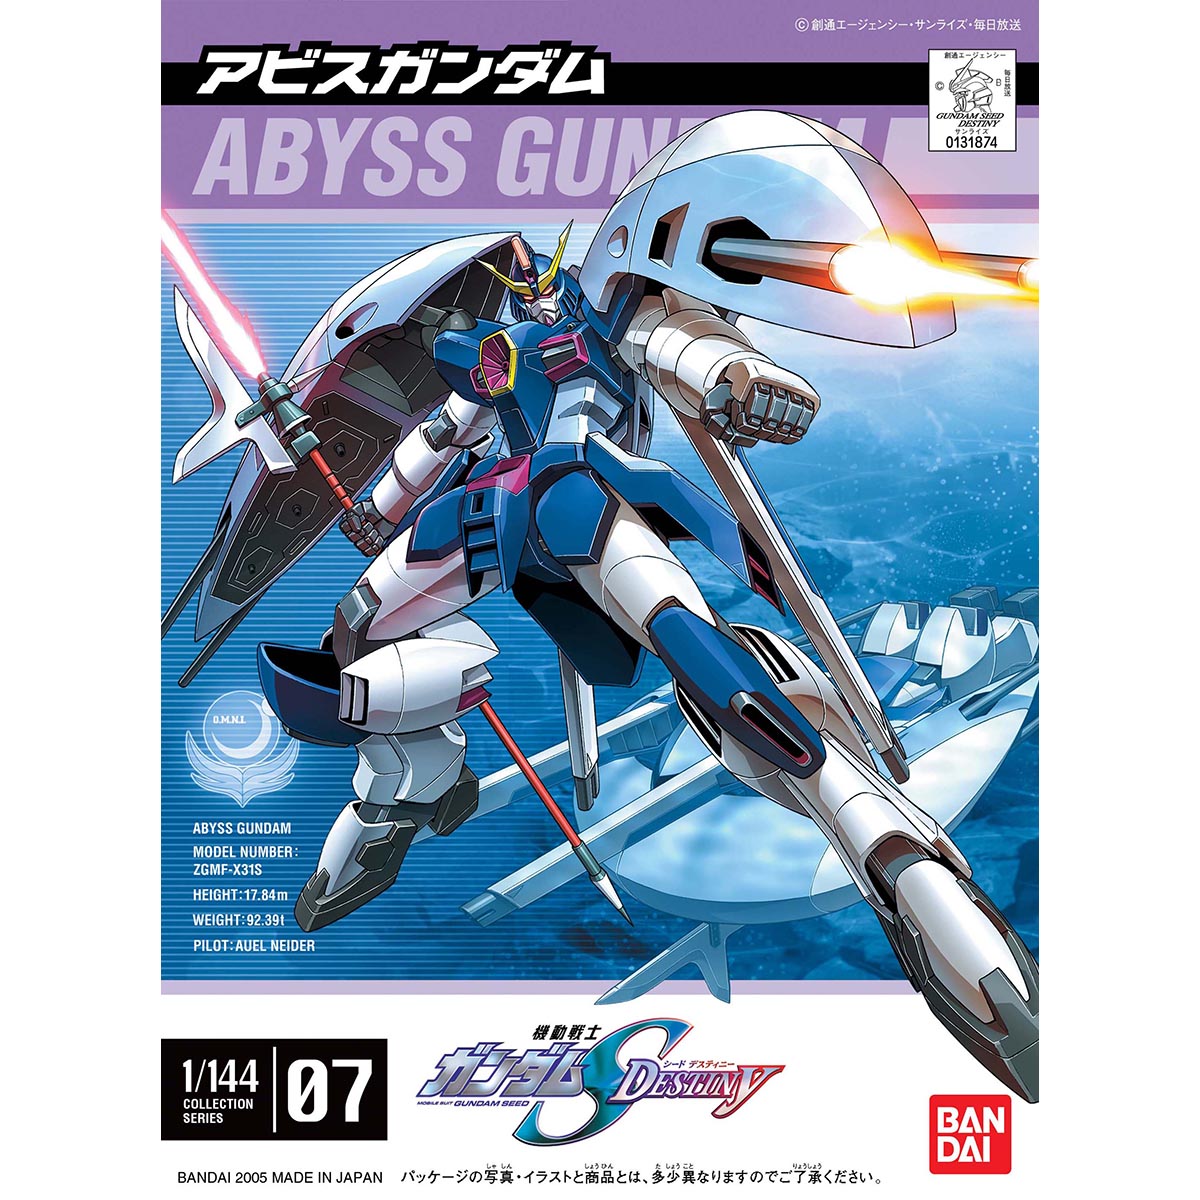 ©創通エージェンシー・サンライズ・毎日放送
アビスガンダム
ABYSS GUN
創通エージェンシー
© 毎日放送
GUNDAM SEED
DESTINY
サンライズ
0131874
O.M.N.I.
ABYSS GUNDAM
MODEL NUMBER:
ZGMF-X31S
HEIGHT:17.84m
WEIGHT:92.39t
PILOT:AUEL NEIDER
1/144
COLLECTION
SERIES
07
機動戦士
ガンダムSEED DESTINY
シード デスティニー
MOBILE SUIT GUNDAM SEED
BAN
DAI
BANDAI 2005 MADE IN JAPAN
パッケージの写真・イラストと商品とは、多少異なりますのでご了承ください。